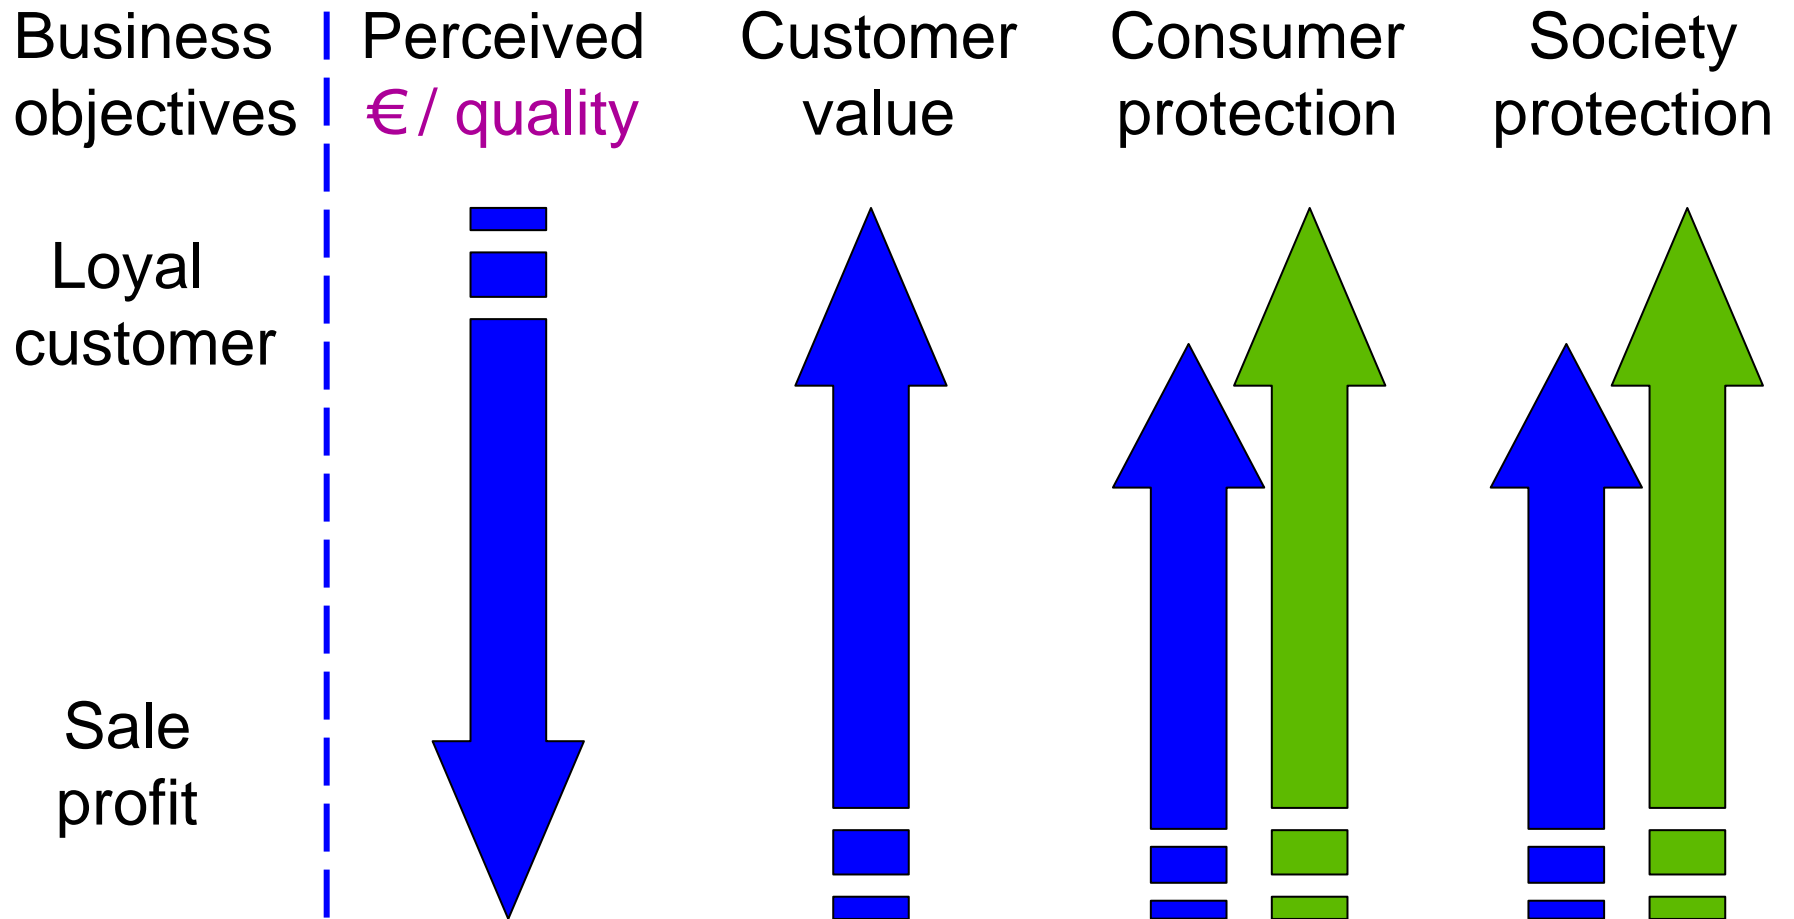 Business
objectives
Perceived
€ / quality
Customer
value
Consumer
protection
Society
protection
Loyal
customer
Sale
profit